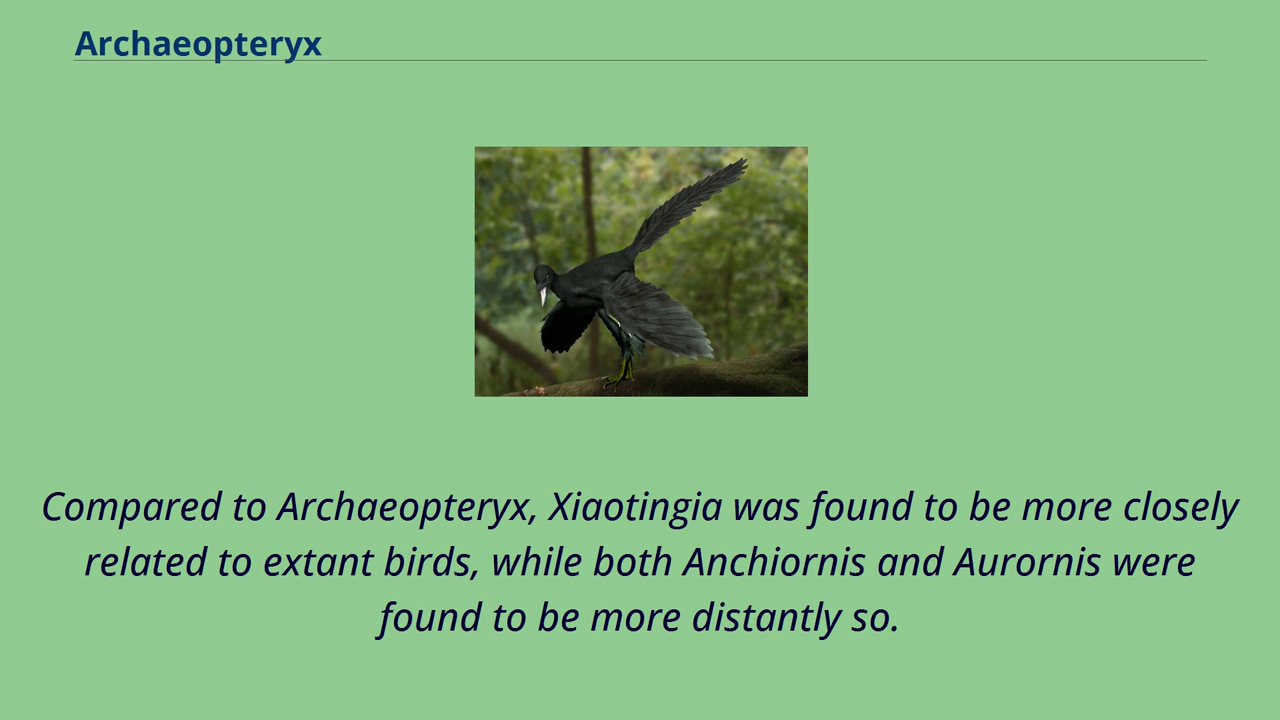 Archaeopteryx
Compared to Archaeopteryx, Xiaotingia was found to be more closely
related to extant birds, while both Anchiornis and Aurornis were
found to be more distantly so.